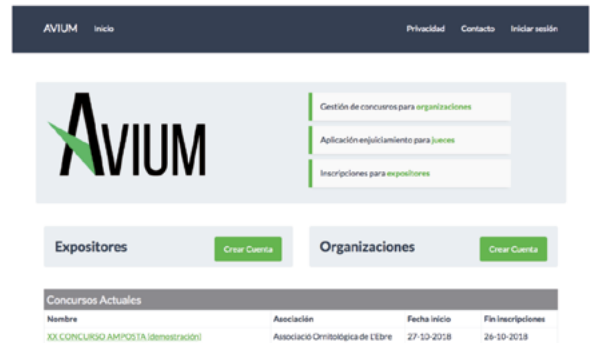 AVIUM Inicio Privacidad Contacto Iniciar sesión
AVIUM
Gestión de concusros para organizaciones
Aplicación enjuiciamiento para jueces
Inscripciones para expositores
Expositores Crear Cuenta Organizaciones Crear Cuenta
Concursos Actuales
Nombre Asociación Fecha inicio Fin inscripciones
XX CONCURSO AMPOSTA (demostración) Associació Ornitológica de L'Ebre 27-10-2018 26-10-2018